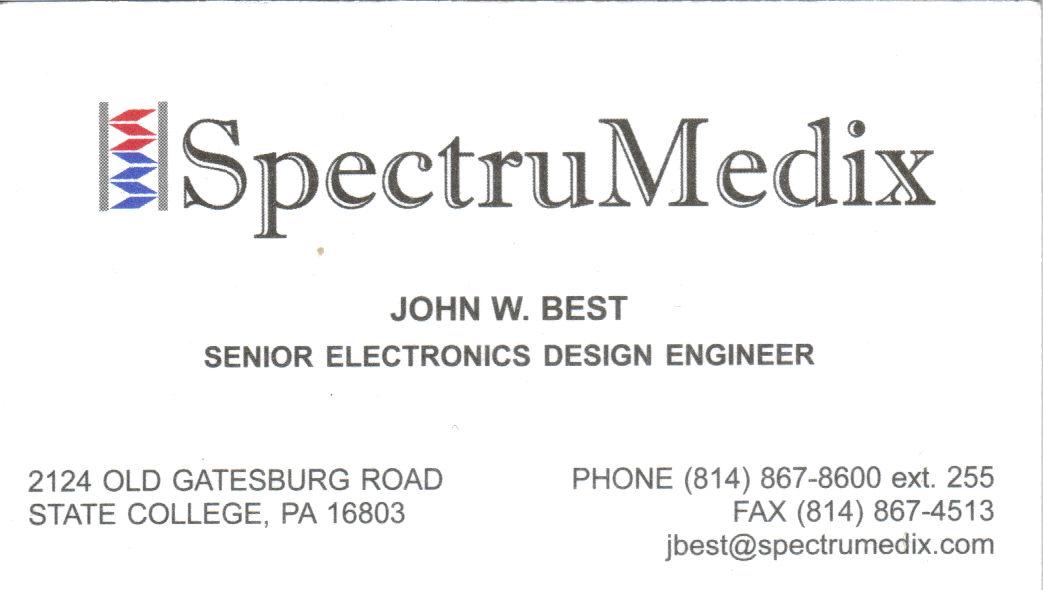 SpectruMedix
JOHN W. BEST
SENIOR ELECTRONICS DESIGN ENGINEER
2124 OLD GATESBURG ROAD
STATE COLLEGE, PA 16803
PHONE (814) 867-8600 ext. 255
FAX (814) 867-4513
jbest@spectrumedix.com